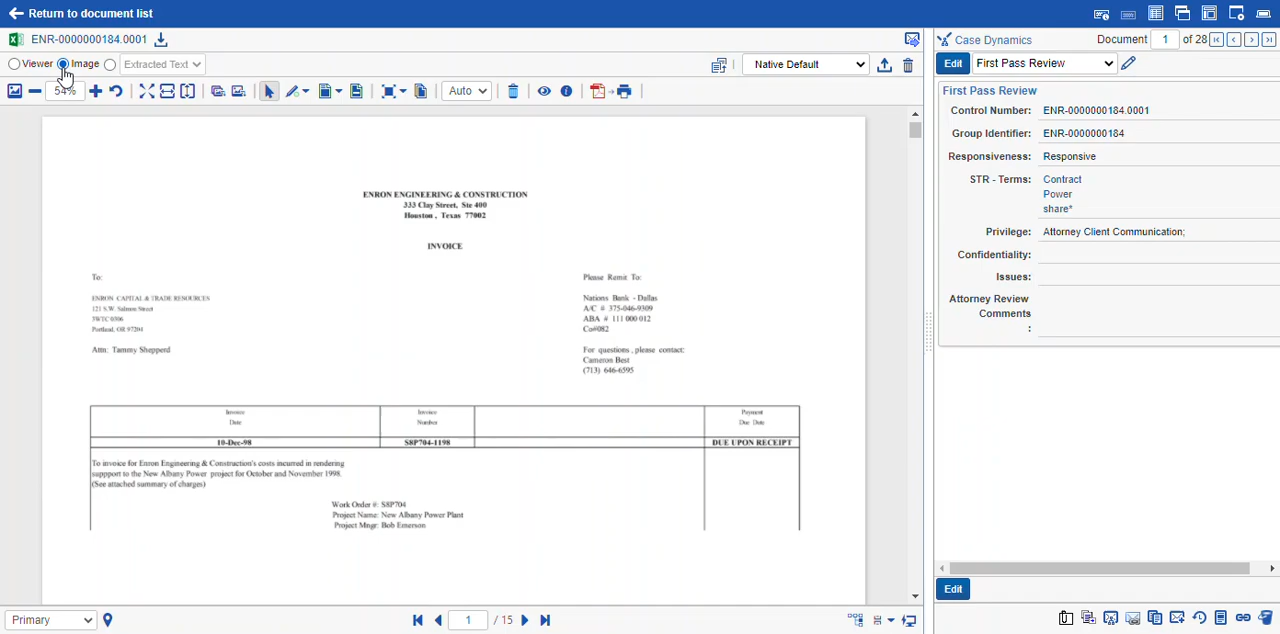 Return to document list
ENR-0000000184.0001
Case Dynamics Document 1 of 28
Viewer Image Extracted Text
Native Default
Edit First Pass Review
54%
Auto
First Pass Review
Control Number: ENR-0000000184.0001
Group Identifier: ENR-0000000184
Responsiveness: Responsive
STR - Terms: Contract
Power
share*
Privilege: Attorney Client Communication;
Confidentiality:
Issues:
Attorney Review
Comments
:
Edit
ENRON ENGINEERING & CONSTRUCTION
333 Clay Street, Ste 400
Houston, Texas 77002
INVOICE
To:
ENRON CAPITAL & TRADE RESOURCES
121 S.W. Salmon Street
3WTC 0306
Portland, OR 97204
Attn: Tammy Shepperd
Please Remit To:
Nations Bank - Dallas
A/C # 375-046-9309
ABA # 111 000 012
Co#082
For questions, please contact:
Cameron Best
(713) 646-6595
Invoice
Date
Invoice
Number
Payment
Due Date
10-Dec-98 S8P704-1198 DUE UPON RECEIPT
To invoice for Enron Engineering & Construction's costs incurred in rendering
suppport to the New Albany Power project for October and November 1998.
(See attached summary of charges)
Work Order #: S8P704
Project Name: New Albany Power Plant
Project Mngr: Bob Emerson
Primary
1 / 15